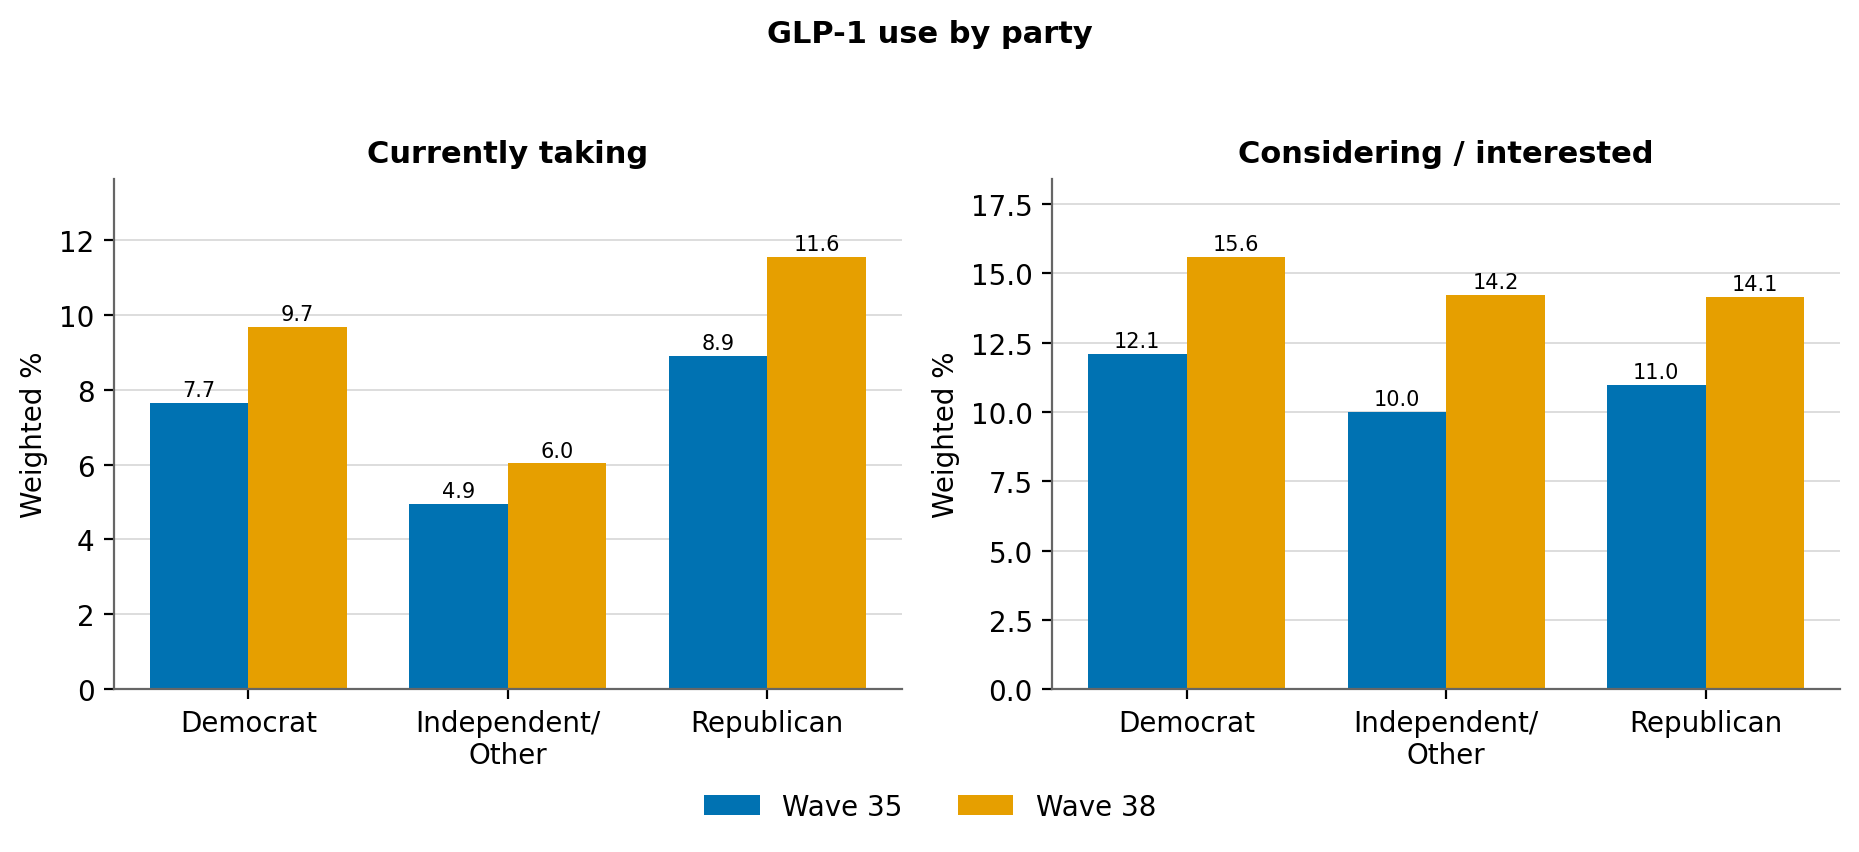 GLP-1 use by party
Currently taking
Weighted %
12
10
8
6
4
2
0
7.7
9.7
4.9
6.0
8.9
11.6
Democrat
Independent/
Other
Republican
Considering / interested
Weighted %
17.5
15.0
12.5
10.0
7.5
5.0
2.5
0.0
12.1
15.6
10.0
14.2
11.0
14.1
Democrat
Independent/
Other
Republican
Wave 35
Wave 38